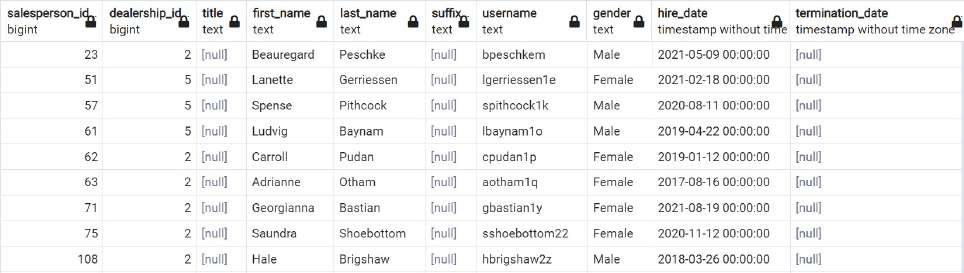 salesperson_id dealership_id title first_name last_name suffix username gender hire_date termination_date
bigint bigint text text text text text text timestamp without time timestamp without time zone
23 2 [null] Beauregard Peschke [null] bpeschkem Male 2021-05-09 00:00:00 [null]
51 5 [null] Lanette Gerriessen [null] lgerriessen1e Female 2021-02-18 00:00:00 [null]
57 5 [null] Spense Pithcock [null] spithcock1k Male 2020-08-11 00:00:00 [null]
61 5 [null] Ludvig Baynam [null] lbaynam1o Male 2019-04-22 00:00:00 [null]
62 2 [null] Carroll Pudan [null] cpudan1p Female 2019-01-12 00:00:00 [null]
63 2 [null] Adrianne Otham [null] aotham1q Female 2017-08-16 00:00:00 [null]
71 2 [null] Georgianna Bastian [null] gbastian1y Female 2021-08-19 00:00:00 [null]
75 2 [null] Saundra Shoebottom [null] sshoebottom22 Female 2020-11-12 00:00:00 [null]
108 2 [null] Hale Brigshaw [null] hbrigshaw2z Male 2018-03-26 00:00:00 [null]